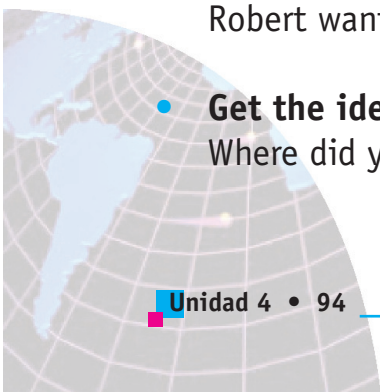 Robert want
Get the ide
Where did y
Unidad 4 • 94